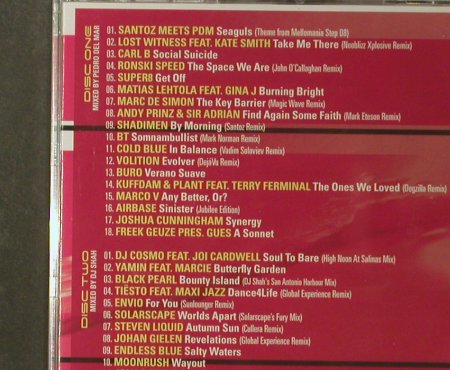 DISC ONE
MIXED BY PEDRO DEL MAR
01. SANTOZ MEETS PDM Seaguls (Theme from Mellomania Step 08)
02. LOST WITNESS FEAT. KATE SMITH Take Me There (Neoblizz Xplosive Remix)
03. CARL B Social Suicide
04. RONSKI SPEED The Space We Are (John O'Callaghan Remix)
05. SUPER8 Get Off
06. MATIAS LEHTOLA FEAT. GINA J Burning Bright
07. MARC DE SIMON The Key Barrier (Magic Wave Remix)
08. ANDY PRINZ & SIR ADRIAN Find Again Some Faith (Mark Eteson Remix)
09. SHADIMEN By Morning (Santoz Remix)
10. BT Somnambullist (Mark Norman Remix)
11. COLD BLUE In Balance (Vadim Soloviev Remix)
12. VOLITION Evolver (DejaVu Remix)
13. BURO Verano Suave
14. KUFFDAM & PLANT FEAT. TERRY FERMINAL The Ones We Loved (Dogzilla Remix)
15. MARCO V Any Better, Or?
16. AIRBASE Sinister (Jubilee Edition)
17. JOSHUA CUNNINGHAM Synergy
18. FREEK GEUZE PRES. GUES A Sonnet
DISC TWO
MIXED BY DJ SHAH
01. DJ COSMO FEAT. JOI CARDWELL Soul To Bare (High Noon At Salinas Mix)
02. YAMIN FEAT. MARCIE Butterfly Garden
03. BLACK PEARL Bounty Island (DJ Shah's San Antonio Harbour Mix)
04. TIËSTO FEAT. MAXI JAZZ Dance4Life (Global Experience Remix)
05. ENVIO For You (Sunlounger Remix)
06. SOLARSCAPE Worlds Apart (Solarscape's Fury Mix)
07. STEVEN LIQUID Autumn Sun (Cellera Remix)
08. JOHAN GIELEN Revelations (Global Experience Remix)
09. ENDLESS BLUE Salty Waters
10. MOONRUSH Wayout